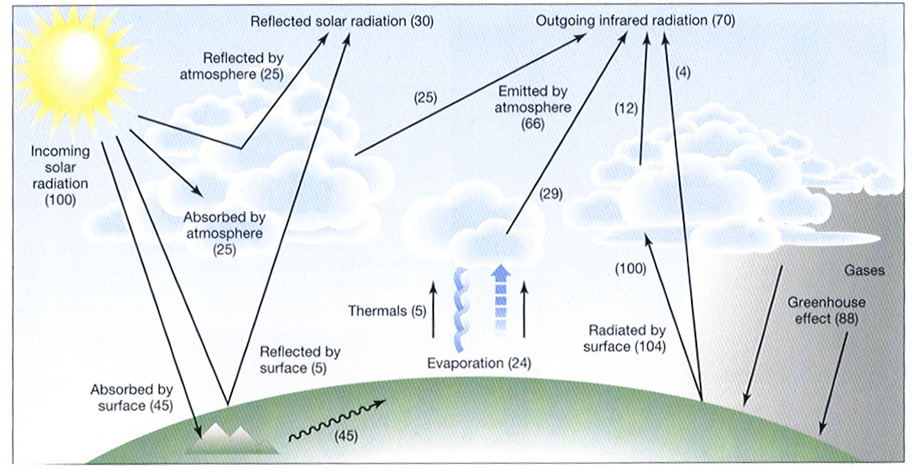 Reflected solar radiation (30)
Outgoing infrared radiation (70)
Reflected by
atmosphere (25)
(25)
Emitted by
atmosphere
(66)
(12)
(4)
Incoming
solar
radiation
(100)
Absorbed by
atmosphere
(25)
(29)
(100)
Gases
Thermals (5)
Greenhouse
effect (88)
Radiated by
surface (104)
Reflected by
surface (5)
Evaporation (24)
Absorbed by
surface (45)
(45)